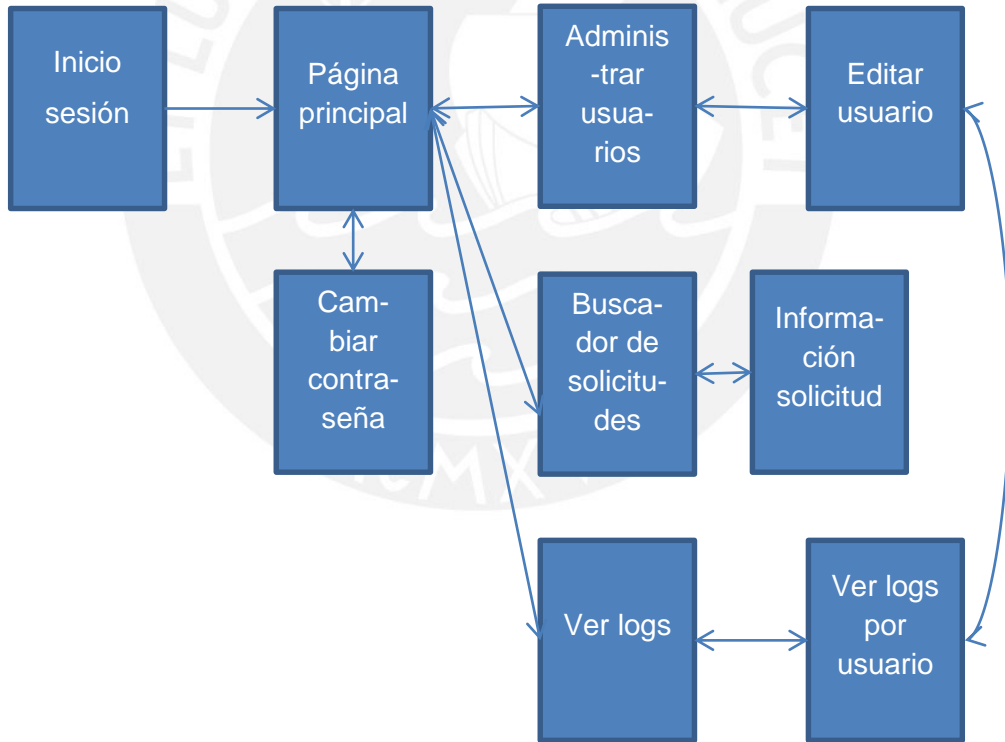 Inicio
sesión
Página
principal
Adminis
-trar
usua-
rios
Editar
usuario
Cam-
biar
contra-
seña
Busca-
dor de
solicitu-
des
Informa-
ción
solicitud
Ver logs
Ver logs
por
usuario